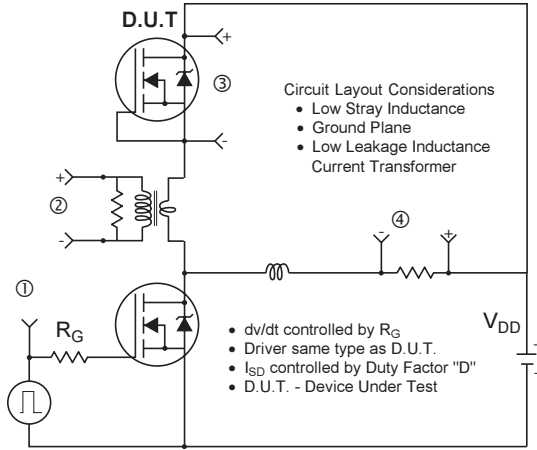 D.U.T
+
③
-
Circuit Layout Considerations
• Low Stray Inductance
• Ground Plane
• Low Leakage Inductance
Current Transformer
+
②
-
④
-
+
①
R_G
V_DD
+
-
• dv/dt controlled by R_G
• Driver same type as D.U.T.
• I_SD controlled by Duty Factor "D"
• D.U.T. - Device Under Test